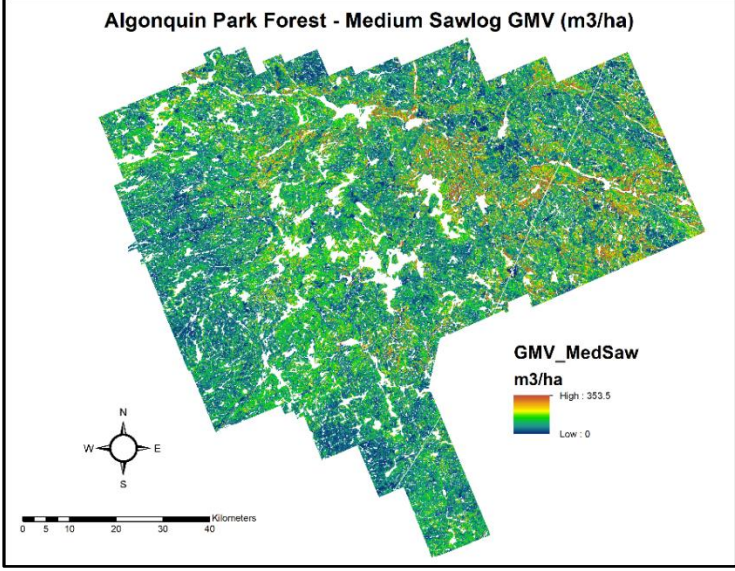 Algonquin Park Forest - Medium Sawlog GMV (m3/ha)
GMV_MedSaw
m3/ha
High : 353.5
Low : 0
N
W E
S
Kilometers
0 5 10 20 30 40